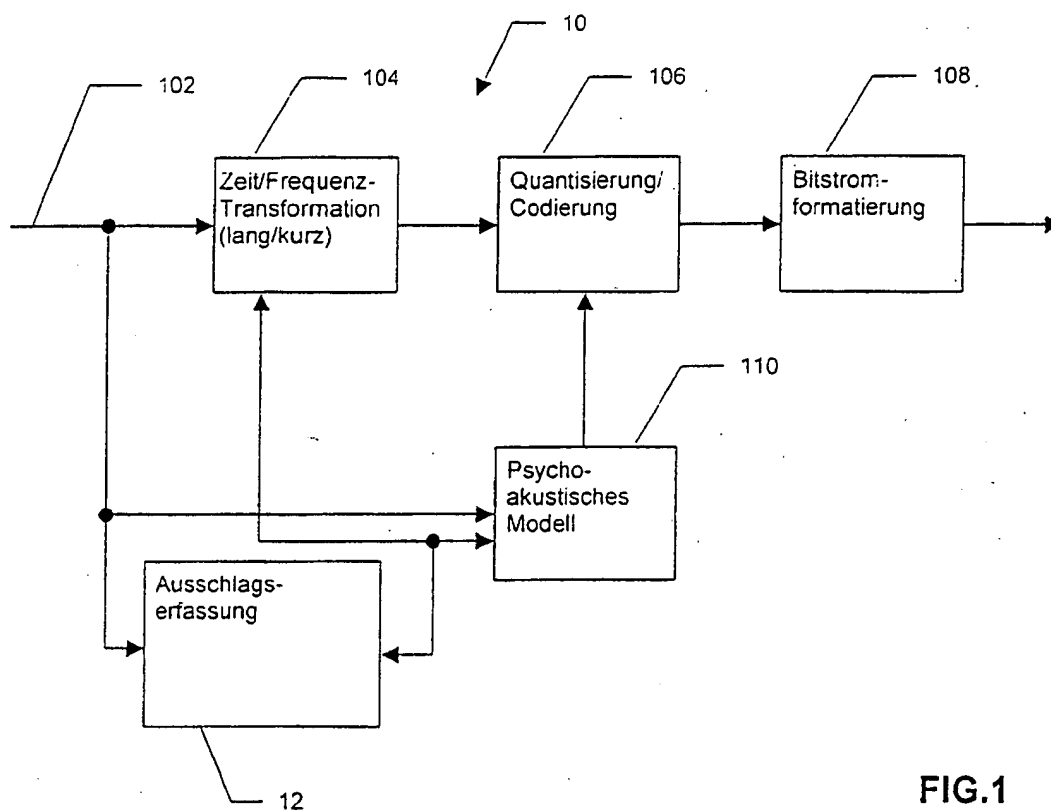 10
102
104
106
108
Zeit/Frequenz-
Transformation
(lang/kurz)
Quantisierung/
Codierung
Bitstrom-
formatierung
110
Psycho-
akustisches
Modell
Ausschlags-
erfassung
12
FIG.1